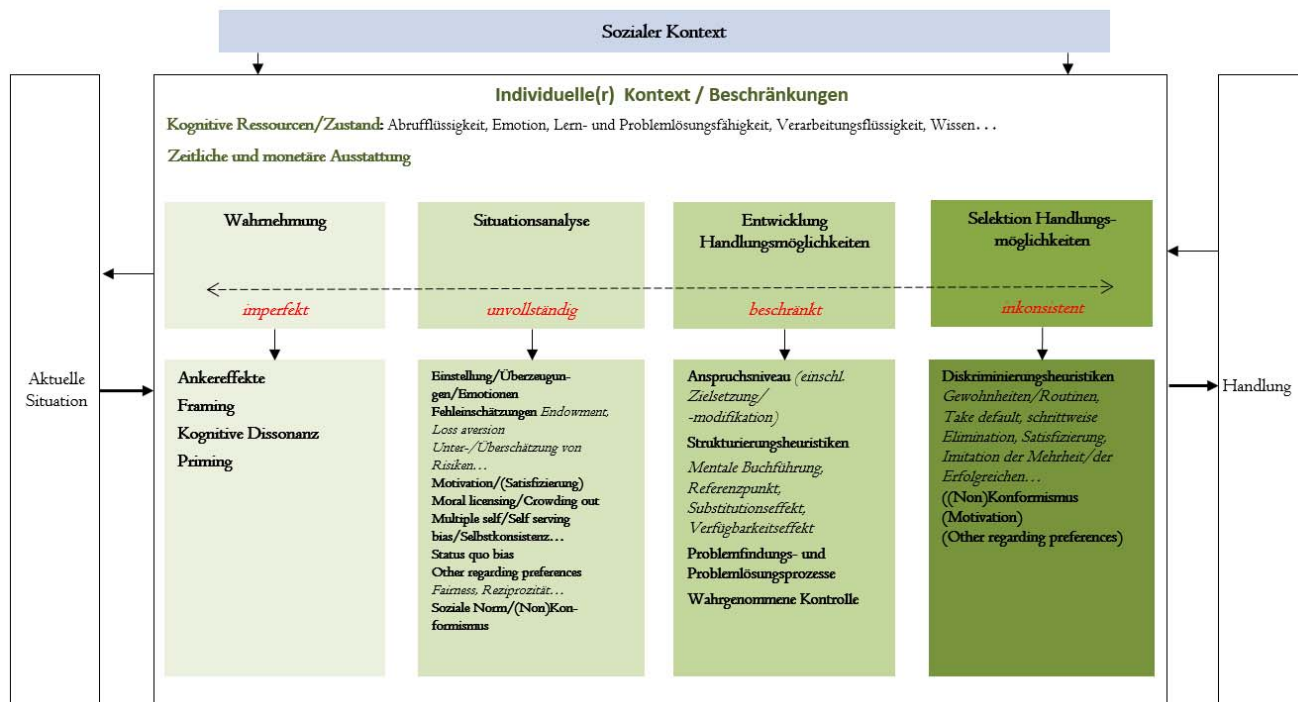 Sozialer Kontext
Individuelle(r) Kontext / Beschränkungen
Kognitive Ressourcen/Zustand: Abrufflüssigkeit, Emotion, Lern- und Problemlösungsfähigkeit, Verarbeitungsflüssigkeit, Wissen…
Zeitliche und monetäre Ausstattung
Aktuelle
Situation
Wahrnehmung
imperfekt
Ankereffekte
Framing
Kognitive Dissonanz
Priming
Situationsanalyse
unvollständig
Einstellung/Überzeugun-
gen/Emotionen
Fehleinschätzungen Endowment,
Loss aversion
Unter-/Überschätzung von
Risiken…
Motivation/(Satisfizierung)
Moral licensing/Crowding out
Multiple self/Self serving
bias/Selbstkonsistenz…
Status quo bias
Other regarding preferences
Fairness, Reziprozität…
Soziale Norm/(Non)Kon-
formismus
Entwicklung
Handlungsmöglichkeiten
beschränkt
Anspruchsniveau (einschl.
Zielsetzung/
-modifikation)
Strukturierungsheuristiken
Mentale Buchführung,
Referenzpunkt,
Substitutionseffekt,
Verfügbarkeitseffekt
Problemfindungs- und
Problemlösungsprozesse
Wahrgenommene Kontrolle
Selektion Handlungs-
möglichkeiten
inkonsistent
Diskriminierungsheuristiken
Gewohnheiten/Routinen,
Take default, schrittweise
Elimination, Satisfizierung,
Imitation der Mehrheit/der
Erfolgreichen…
((Non)Konformismus
(Motivation)
(Other regarding preferences)
Handlung